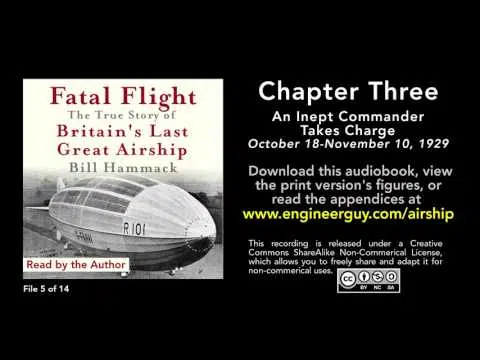 Fatal Flight
The True Story of
Britain's Last
Great Airship
Bill Hammack
R 101
Read by the Author
File 5 of 14
Chapter Three
An Inept Commander
Takes Charge
October 18-November 10, 1929
Download this audiobook, view
the print version's figures, or
read the appendices at
www.engineerguy.com/airship
This recording is released under a Creative
Commons ShareAlike Non-Commerical License,
which allows you to freely share and adapt it for
non-commerical uses.
cc
BY NC SA